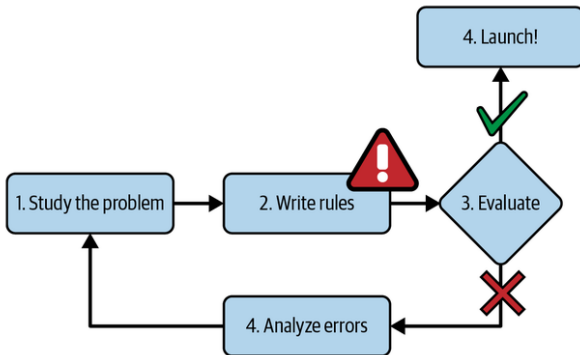 4. Launch!
1. Study the problem
2. Write rules
!
3. Evaluate
4. Analyze errors